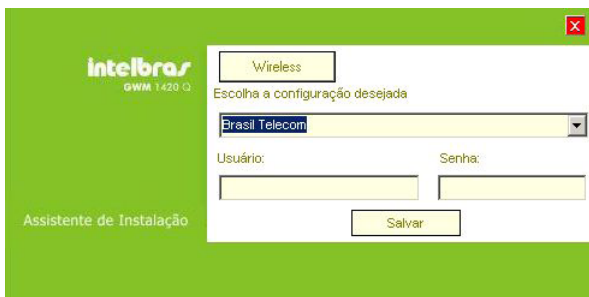 X
intelbras
GWM 1420 Q
Wireless
Escolha a configuração desejada
Brasil Telecom
Usuário:
Senha:
Assistente de Instalação
Salvar